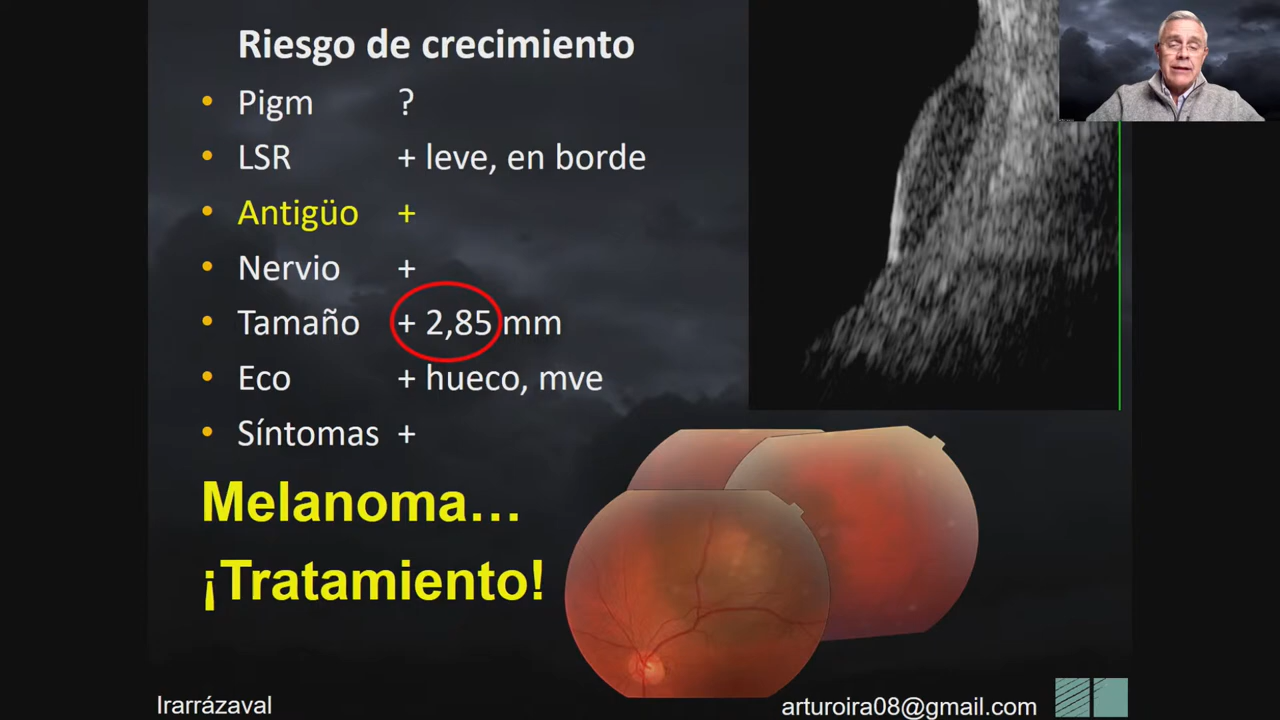 Riesgo de crecimiento
• Pigm ?
• LSR + leve, en borde
• Antigüo +
• Nervio +
• Tamaño + 2,85 mm
• Eco + hueco, mve
• Síntomas +
Melanoma...
¡Tratamiento!
Irarrázaval
arturoira08@gmail.com